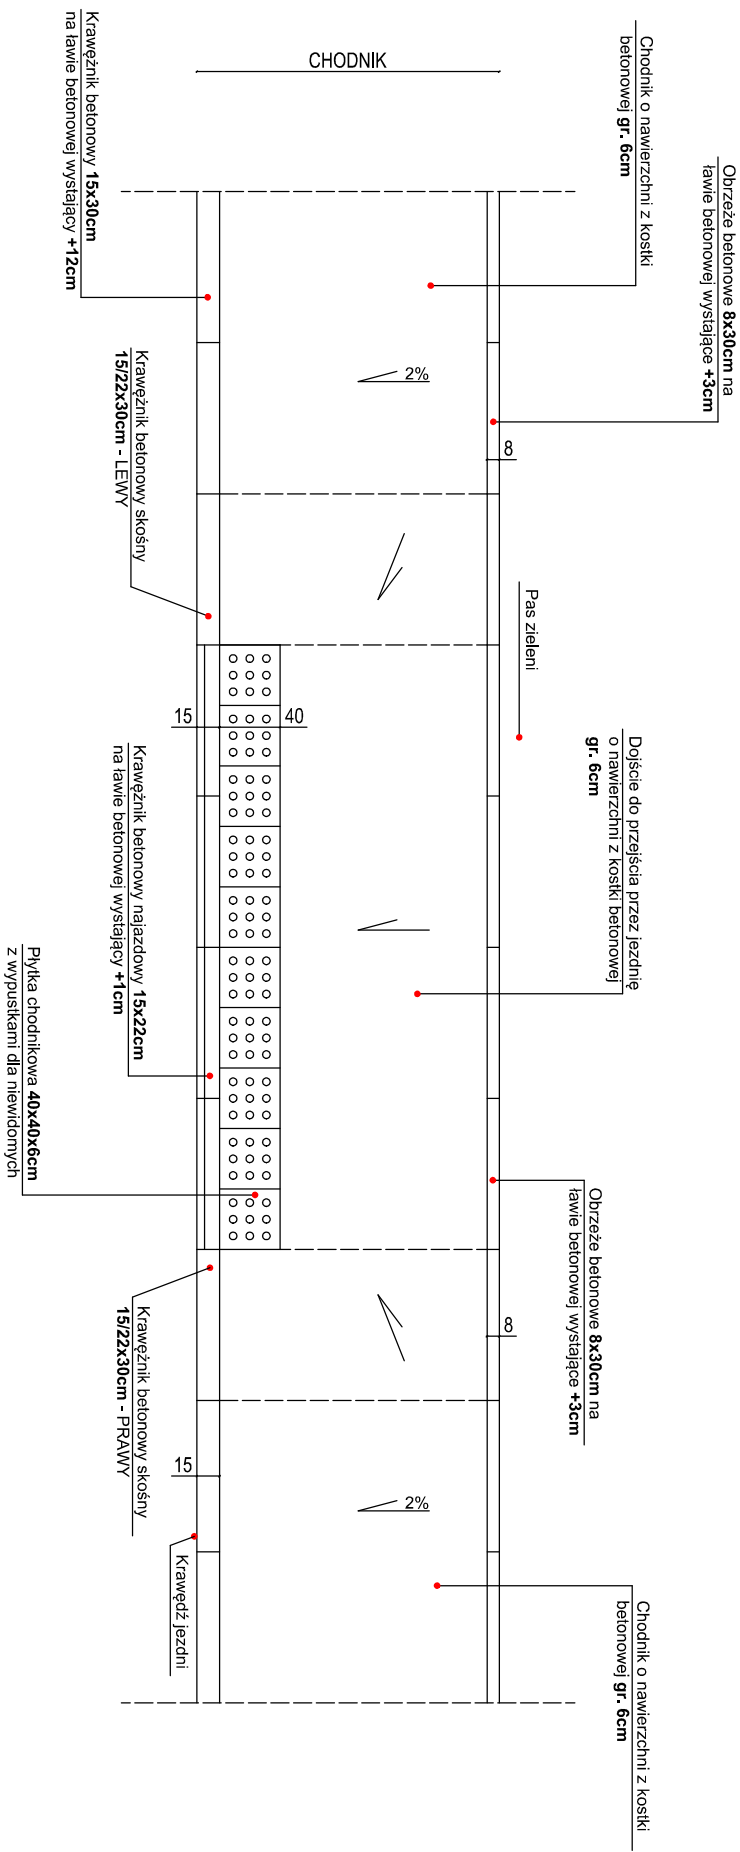 Obrzeże betonowe 8x30cm na
ławie betonowej wystające +3cm
Chodnik o nawierzchni z kostki
betonowej gr. 6cm
CHODNIK
Krawężnik betonowy 15x30cm
na ławie betonowej wystający +12cm
2%
8
Krawężnik betonowy skośny
15/22x30cm - LEWY
Pas zieleni
15
40
Dojście do przejścia przez jezdnię
o nawierzchni z kostki betonowej
gr. 6cm
Krawężnik betonowy najazdowy 15x22cm
na ławie betonowej wystający +1cm
Płytka chodnikowa 40x40x6cm
z wypustkami dla niewidomych
Obrzeże betonowe 8x30cm na
ławie betonowej wystające +3cm
8
Krawężnik betonowy skośny
15/22x30cm - PRAWY
15
2%
Krawędź jezdni
Chodnik o nawierzchni z kostki
betonowej gr. 6cm